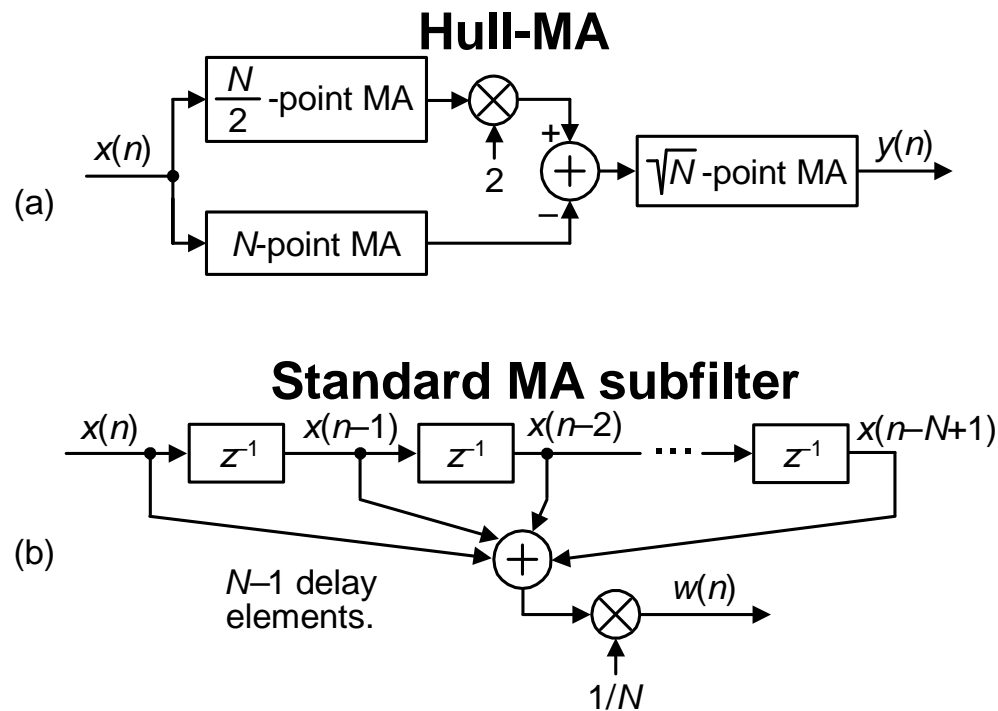 Hull-MA
N/2 -point MA
x(n)
2
+
–
√N -point MA
y(n)
(a)
N-point MA
Standard MA subfilter
x(n)
z⁻¹
x(n–1)
z⁻¹
x(n–2)
...
z⁻¹
x(n–N+1)
(b)
N–1 delay
elements.
w(n)
1/N